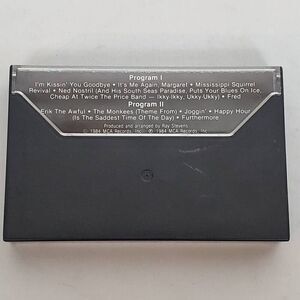 Program I
I'm Kissin' You Goodbye • It's Me Again, Margaret • Mississippi Squirrel
Revival • Ned Nostril (And His South Seas Paradise, Puts Your Blues On Ice,
Cheap At Twice The Price Band — Ikky-Ikky, Ukky-Ukky) • Fred
Program II
Erik The Awful • The Monkees (Theme From) • Joggin' • Happy Hour
(Is The Saddest Time Of The Day) • Furthermore
Produced and arranged by Ray Stevens
© 1984 MCA Records, Inc. ℗ 1984 MCA Records, Inc.